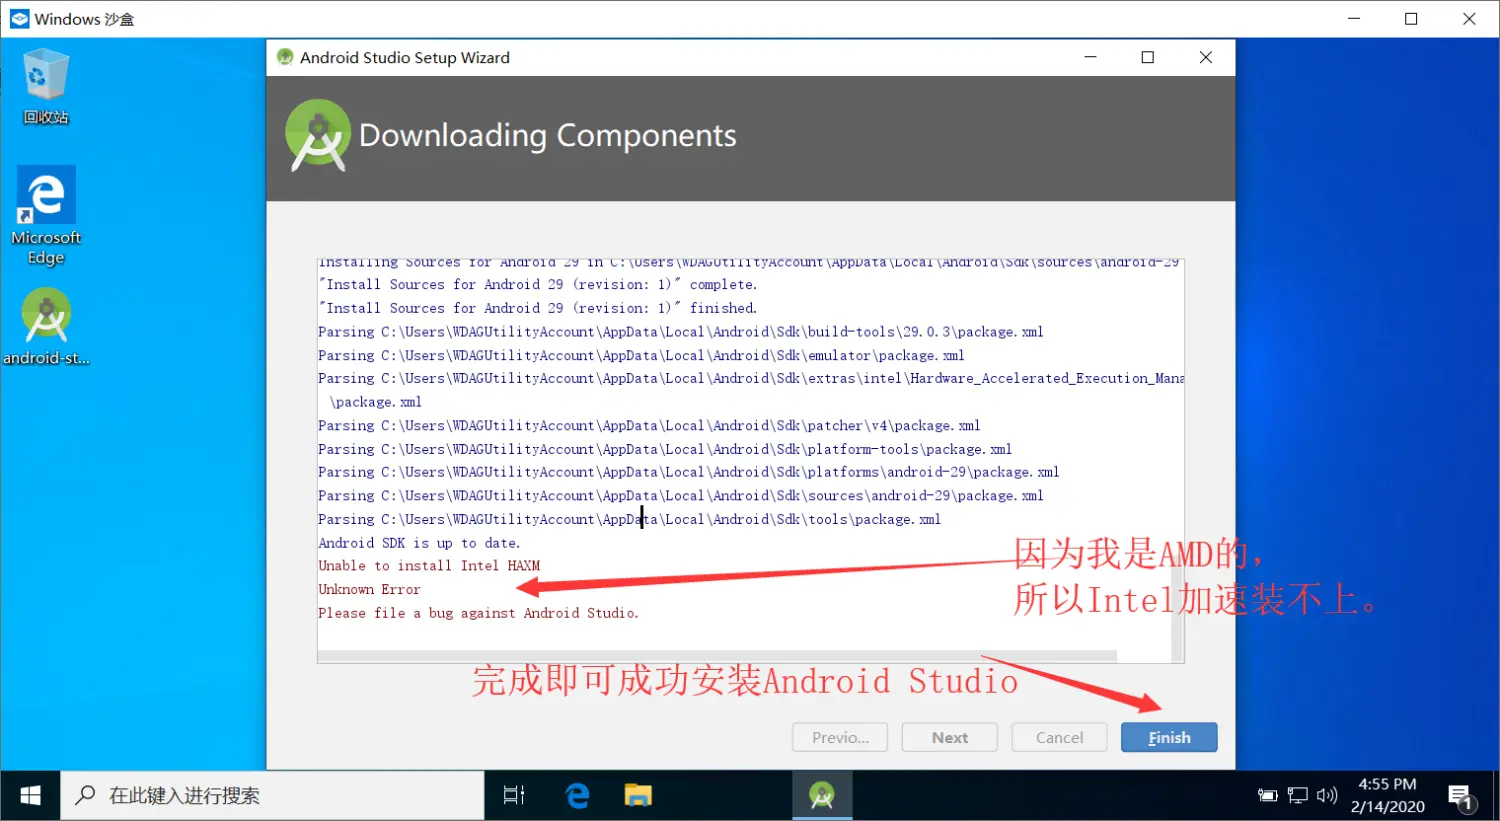 Windows 沙盒
Android Studio Setup Wizard
回收站
Downloading Components
Microsoft
Edge
android-st...
Installing Sources for Android 29 in C:\Users\WDAGUtilityAccount\AppData\Local\Android\Sdk\sources\android-29
"Install Sources for Android 29 (revision: 1)" complete.
"Install Sources for Android 29 (revision: 1)" finished.
Parsing C:\Users\WDAGUtilityAccount\AppData\Local\Android\Sdk\build-tools\29.0.3\package.xml
Parsing C:\Users\WDAGUtilityAccount\AppData\Local\Android\Sdk\emulator\package.xml
Parsing C:\Users\WDAGUtilityAccount\AppData\Local\Android\Sdk\extras\intel\Hardware_Accelerated_Execution_Mana
\package.xml
Parsing C:\Users\WDAGUtilityAccount\AppData\Local\Android\Sdk\patcher\v4\package.xml
Parsing C:\Users\WDAGUtilityAccount\AppData\Local\Android\Sdk\platform-tools\package.xml
Parsing C:\Users\WDAGUtilityAccount\AppData\Local\Android\Sdk\platforms\android-29\package.xml
Parsing C:\Users\WDAGUtilityAccount\AppData\Local\Android\Sdk\sources\android-29\package.xml
Parsing C:\Users\WDAGUtilityAccount\AppData\Local\Android\Sdk\tools\package.xml
Android SDK is up to date.
Unable to install Intel HAXM
Unknown Error
Please file a bug against Android Studio.
因为我是AMD的，
所以Intel加速装不上。
完成即可成功安装Android Studio
Previo...
Next
Cancel
Finish
在此键入进行搜索
4:55 PM
2/14/2020
1